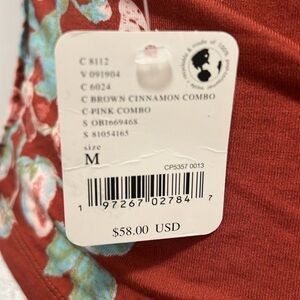 C 8112
V 091904
C 6024
C BROWN CINNAMON COMBO
C PINK COMBO
S OB1669468
S 81054165
size
M
CP5357 0013
1 97267 02784 7
$58.00 USD